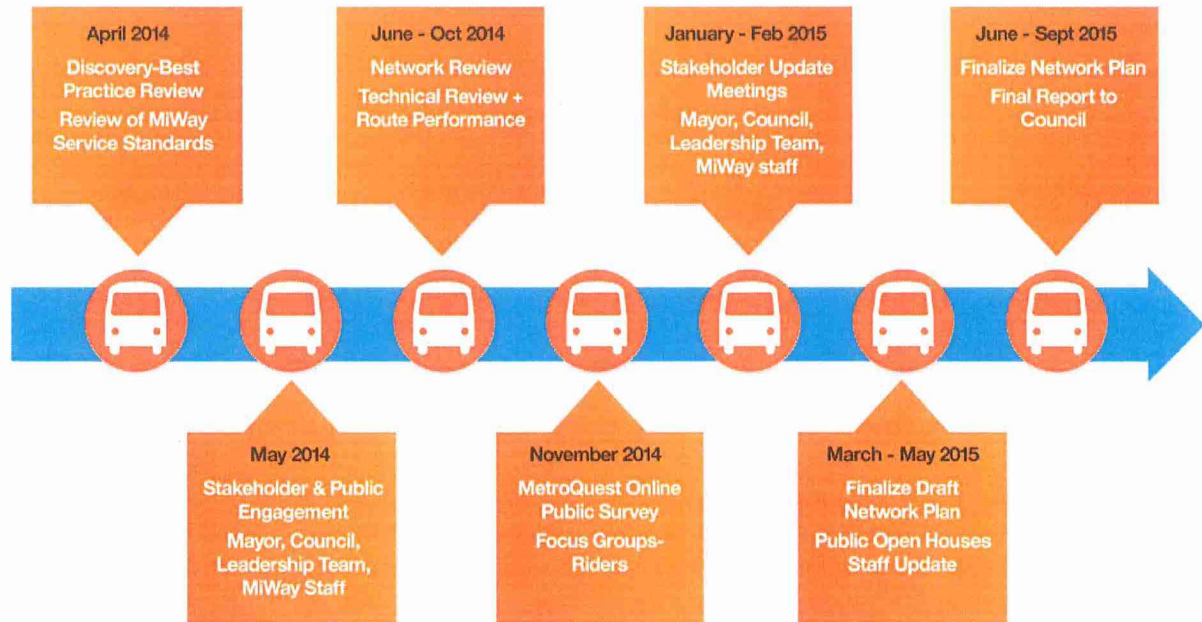 April 2014
Discovery-Best
Practice Review
Review of MiWay
Service Standards
June - Oct 2014
Network Review
Technical Review +
Route Performance
January - Feb 2015
Stakeholder Update
Meetings
Mayor, Council,
Leadership Team,
MiWay staff
June - Sept 2015
Finalize Network Plan
Final Report to
Council
May 2014
Stakeholder & Public
Engagement
Mayor, Council,
Leadership Team,
MiWay Staff
November 2014
MetroQuest Online
Public Survey
Focus Groups-
Riders
March - May 2015
Finalize Draft
Network Plan
Public Open Houses
Staff Update